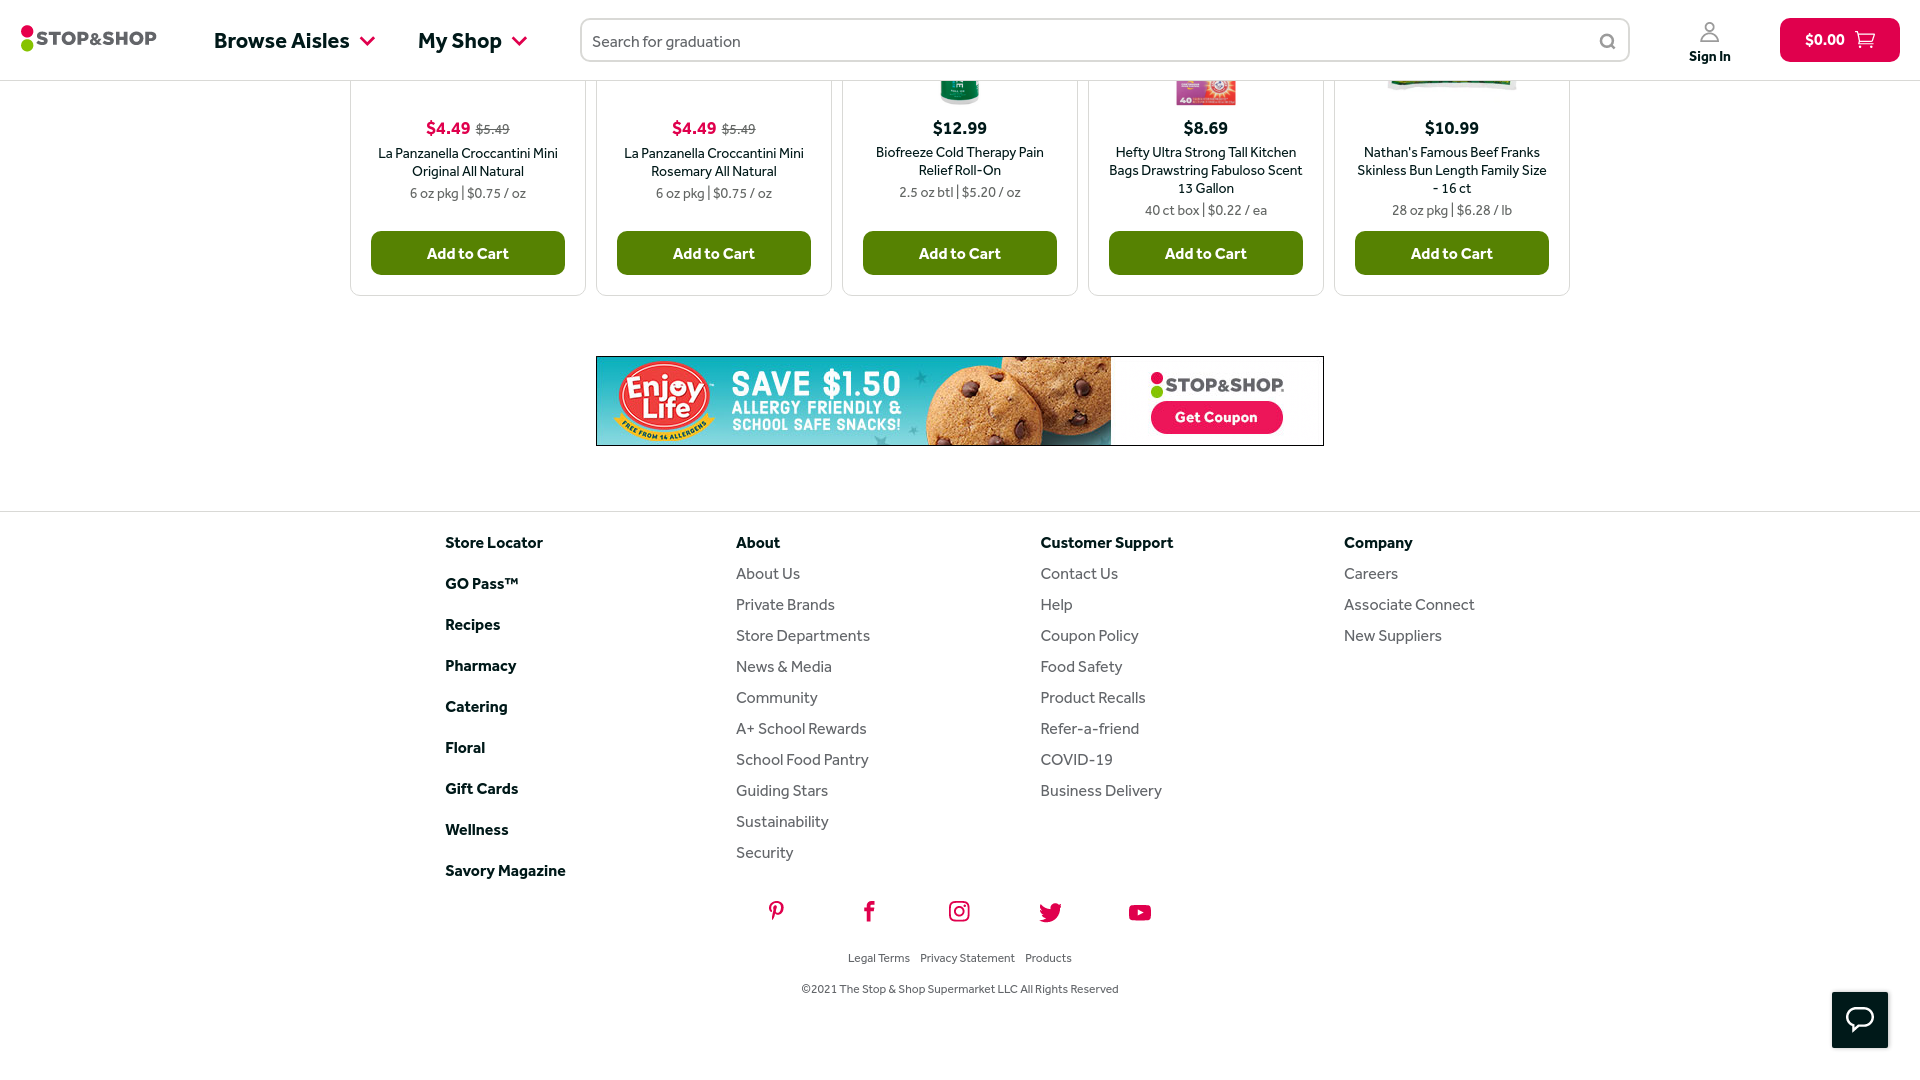 STOP&SHOP
Browse Aisles
My Shop
Search for graduation
Sign In
$0.00
40
$4.49 $5.49
La Panzanella Croccantini Mini
Original All Natural
6 oz pkg | $0.75 / oz
Add to Cart
$4.49 $5.49
La Panzanella Croccantini Mini
Rosemary All Natural
6 oz pkg | $0.75 / oz
Add to Cart
$12.99
Biofreeze Cold Therapy Pain
Relief Roll-On
2.5 oz btl | $5.20 / oz
Add to Cart
$8.69
Hefty Ultra Strong Tall Kitchen
Bags Drawstring Fabuloso Scent
13 Gallon
40 ct box | $0.22 / ea
Add to Cart
$10.99
Nathan's Famous Beef Franks
Skinless Bun Length Family Size
- 16 ct
28 oz pkg | $6.28 / lb
Add to Cart
Enjoy
Life
FREE FROM 14 ALLERGENS
SAVE $1.50
ALLERGY FRIENDLY &
SCHOOL SAFE SNACKS!
STOP&SHOP.
Get Coupon
Store Locator
GO Pass™
Recipes
Pharmacy
Catering
Floral
Gift Cards
Wellness
Savory Magazine
About
About Us
Private Brands
Store Departments
News & Media
Community
A+ School Rewards
School Food Pantry
Guiding Stars
Sustainability
Security
Customer Support
Contact Us
Help
Coupon Policy
Food Safety
Product Recalls
Refer-a-friend
COVID-19
Business Delivery
Company
Careers
Associate Connect
New Suppliers
Legal Terms Privacy Statement Products
©2021 The Stop & Shop Supermarket LLC All Rights Reserved